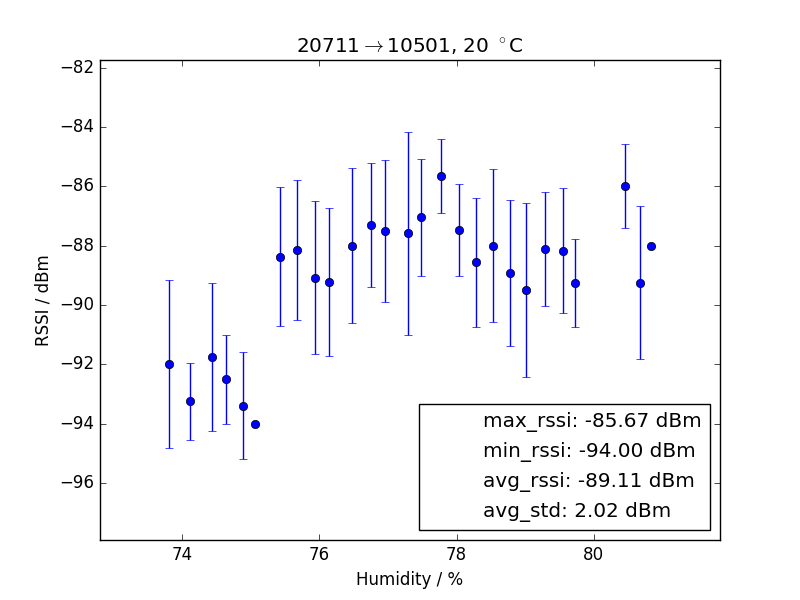 20711→10501, 20 °C
−82
−84
−86
−88
−90
−92
−94
−96
RSSI / dBm
max_rssi: -85.67 dBm
min_rssi: -94.00 dBm
avg_rssi: -89.11 dBm
avg_std: 2.02 dBm
74 76 78 80
Humidity / %